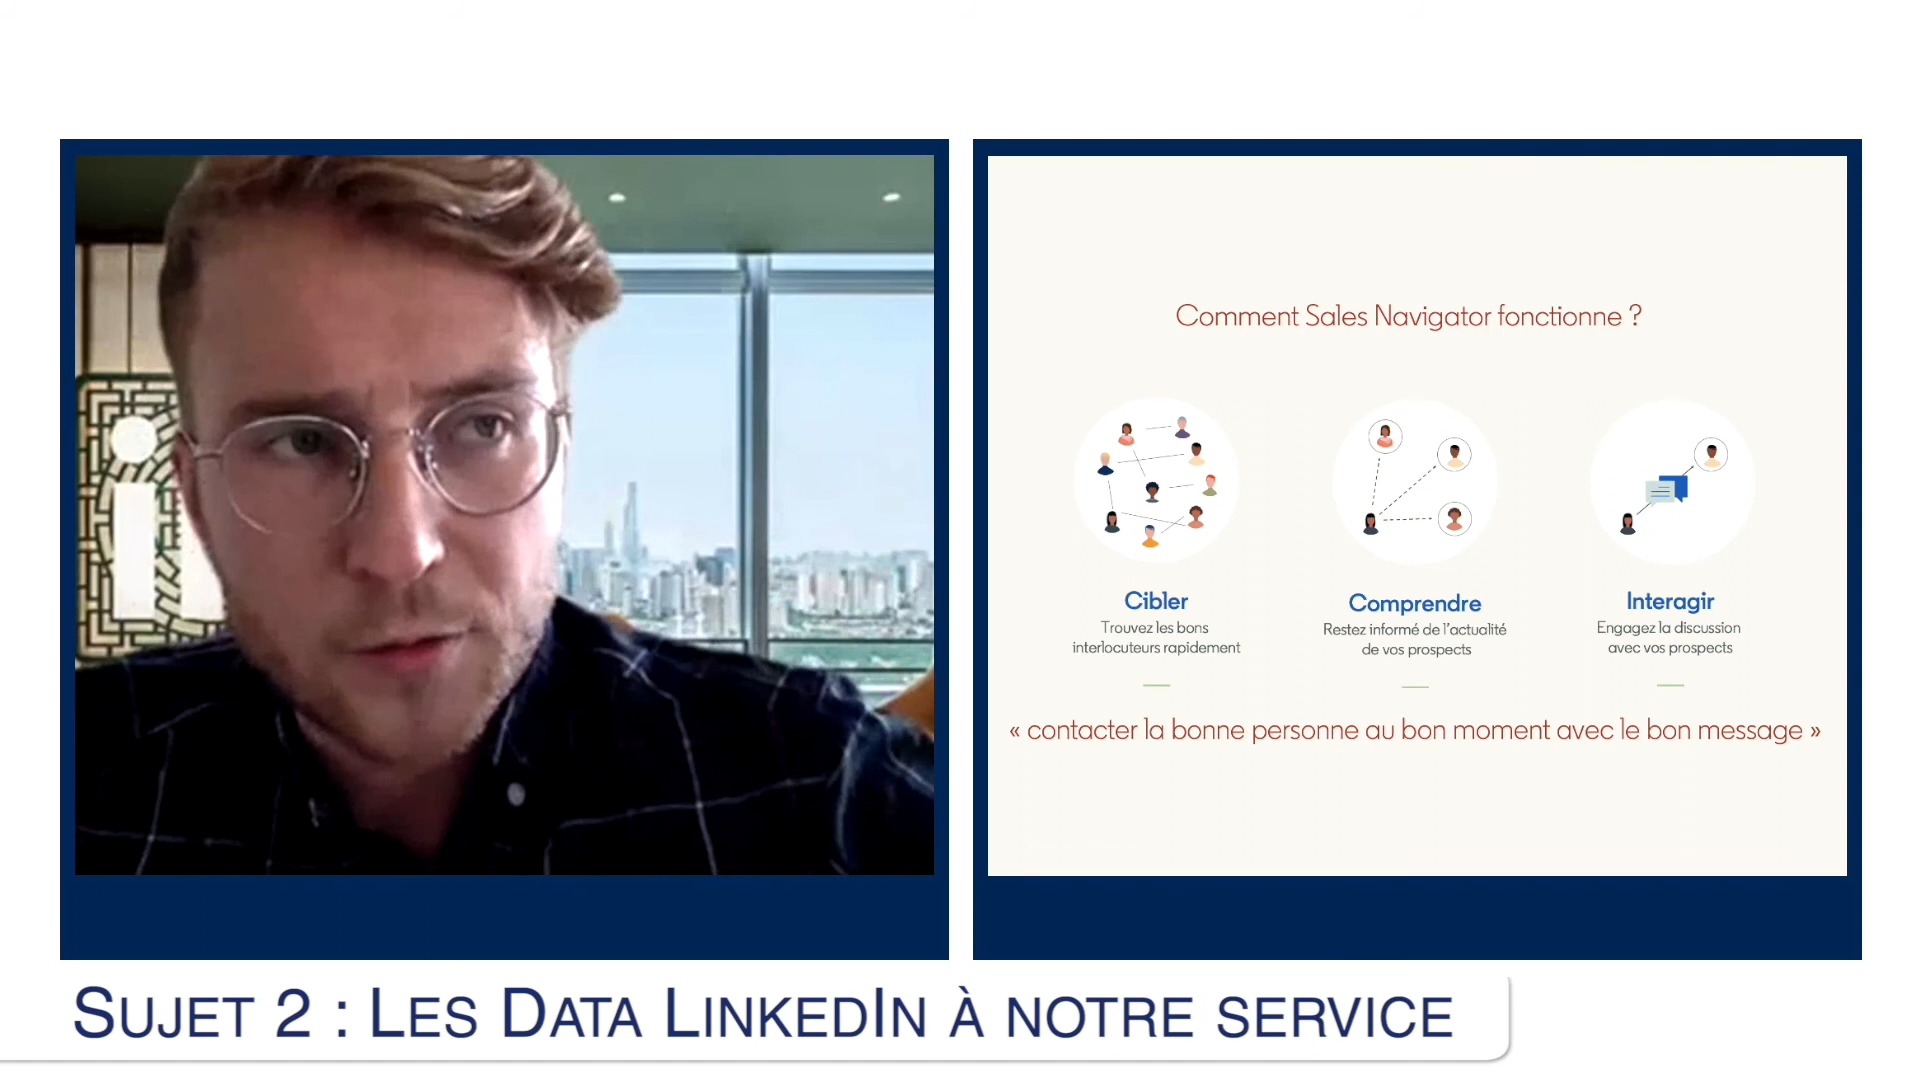 Comment Sales Navigator fonctionne ?
Cibler
Trouvez les bons
interlocuteurs rapidement
Comprendre
Restez informé de l'actualité
de vos prospects
Interagir
Engagez la discussion
avec vos prospects
« contacter la bonne personne au bon moment avec le bon message »
SUJET 2 : LES DATA LINKEDIN À NOTRE SERVICE